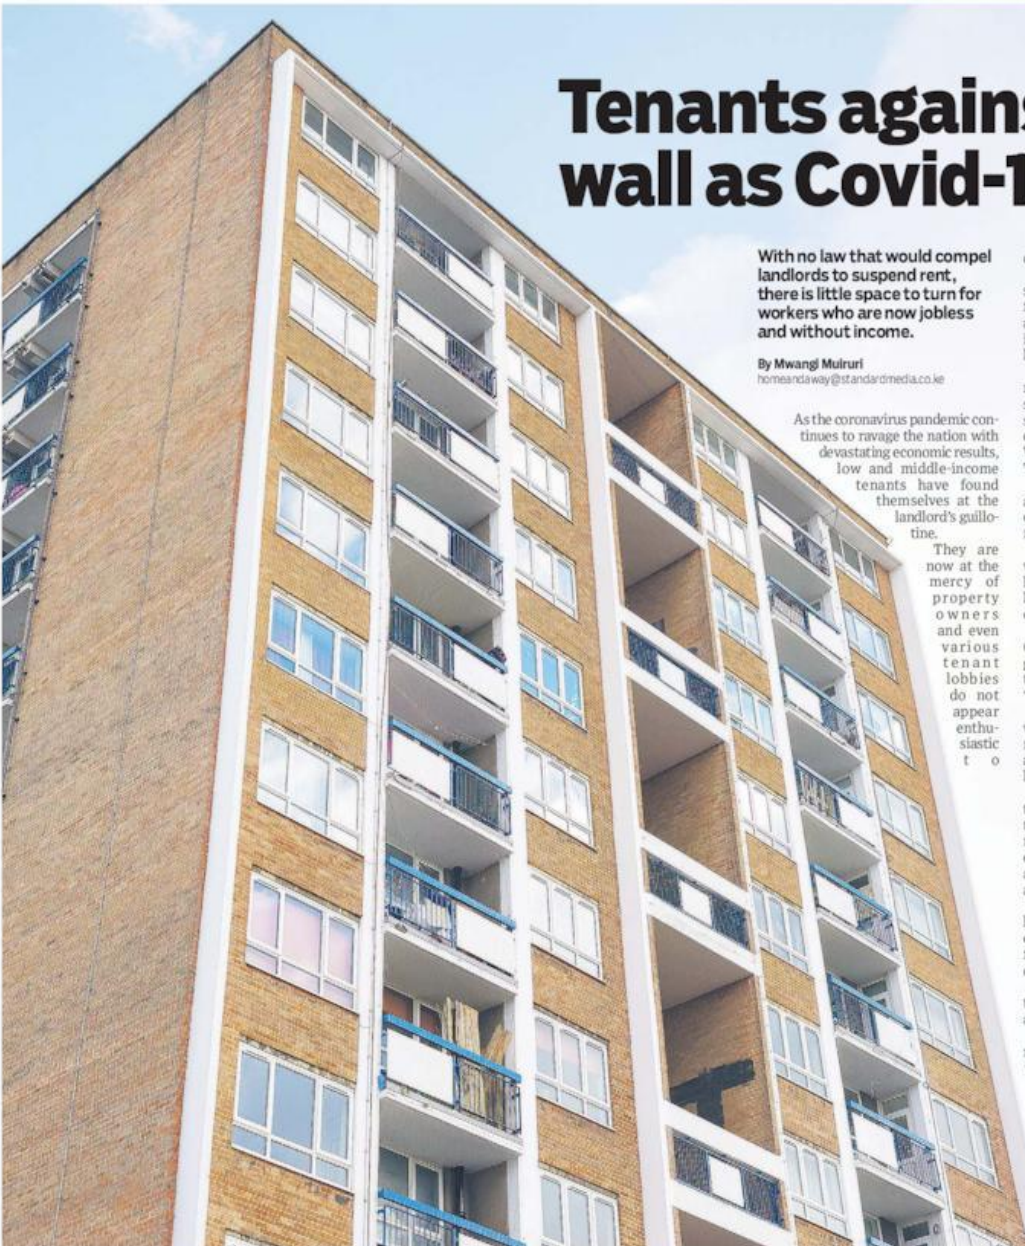 Tenants again
wall as Covid-1
With no law that would compel
landlords to suspend rent,
there is little space to turn for
workers who are now jobless
and without income.
By Mwangi Muiruri
homeandaway@standardmedia.co.ke
As the coronavirus pandemic con-
tinues to ravage the nation with
devastating economic results,
low and middle-income
tenants have found
themselves at the
landlord's guillo-
tine.
They are
now at the
mercy of
property
owners
and even
various
tenant
lobbies
do not
appear
enthu-
siastic
t o